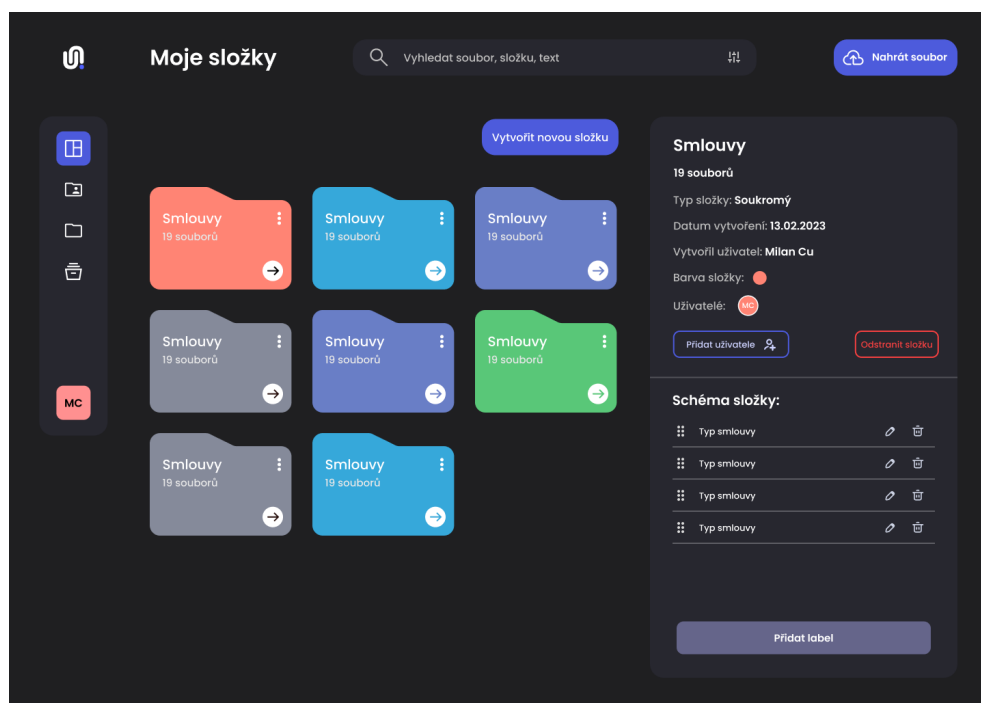 Moje složky
Vyhledat soubor, složku, text
Nahrát soubor
Vytvořit novou složku
Smlouvy
19 souborů
Smlouvy
19 souborů
Smlouvy
19 souborů
Smlouvy
19 souborů
Smlouvy
19 souborů
Smlouvy
19 souborů
Smlouvy
19 souborů
Smlouvy
19 souborů
MC
Smlouvy
19 souborů
Typ složky: Soukromý
Datum vytvoření: 13.02.2023
Vytvořil uživatel: Milan Cu
Barva složky:
Uživatelé: MC
Přidat uživatele
Odstranit složku
Schéma složky:
Typ smlouvy
Typ smlouvy
Typ smlouvy
Typ smlouvy
Přidat label